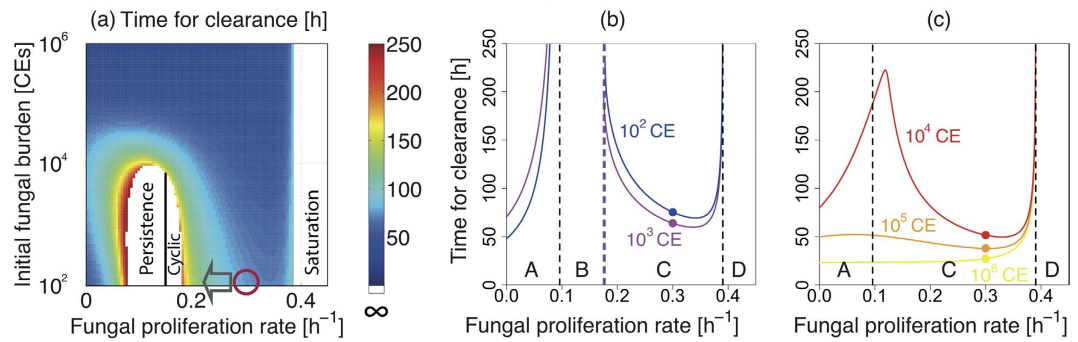 (a) Time for clearance [h]
Initial fungal burden [CEs]
10^6
10^4
10^2
0
0.2
0.4
Fungal proliferation rate [h^-1]
Persistence
Cyclic
Saturation
250
200
150
100
50
∞
(b)
Time for clearance [h]
250
200
150
100
50
0
0.0
0.1
0.2
0.3
0.4
Fungal proliferation rate [h^-1]
10^2 CE
10^3 CE
A
B
C
D
(c)
250
200
150
100
50
0
0.0
0.1
0.2
0.3
0.4
Fungal proliferation rate [h^-1]
10^4 CE
10^5 CE
10^6 CE
A
C
D